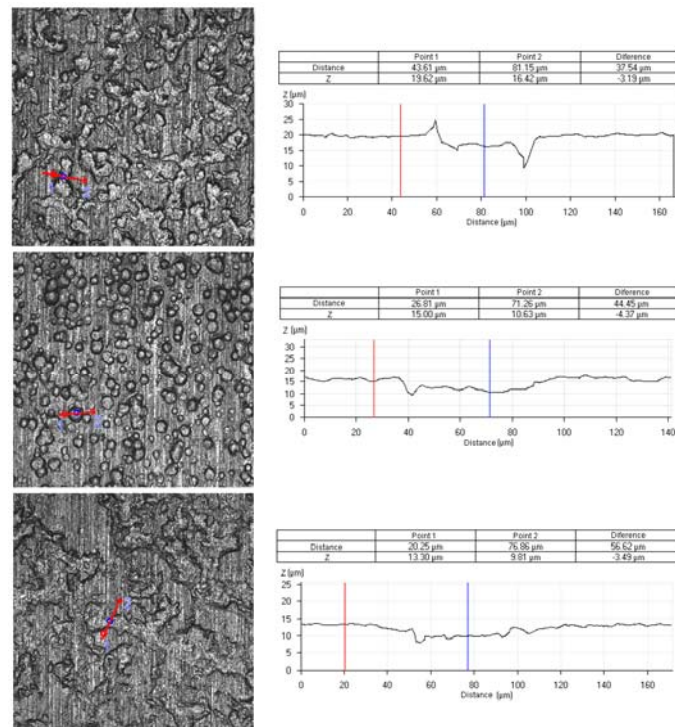 Point 1 Point 2 Diference
Distance 43.61 µm 81.15 µm 37.54 µm
Z 19.62 µm 16.42 µm -3.19 µm
Z [µm]
30
25
20
15
10
5
0
0 20 40 60 80 100 120 140 160
Distance [µm]
Point 1 Point 2 Diference
Distance 26.81 µm 71.26 µm 44.45 µm
Z 15.00 µm 10.63 µm -4.37 µm
Z [µm]
30
25
20
15
10
5
0
0 20 40 60 80 100 120 140
Distance [µm]
Point 1 Point 2 Diference
Distance 20.25 µm 76.86 µm 56.62 µm
Z 13.30 µm 9.81 µm -3.49 µm
Z [µm]
25
20
15
10
5
0
0 20 40 60 80 100 120 140 160
Distance [µm]